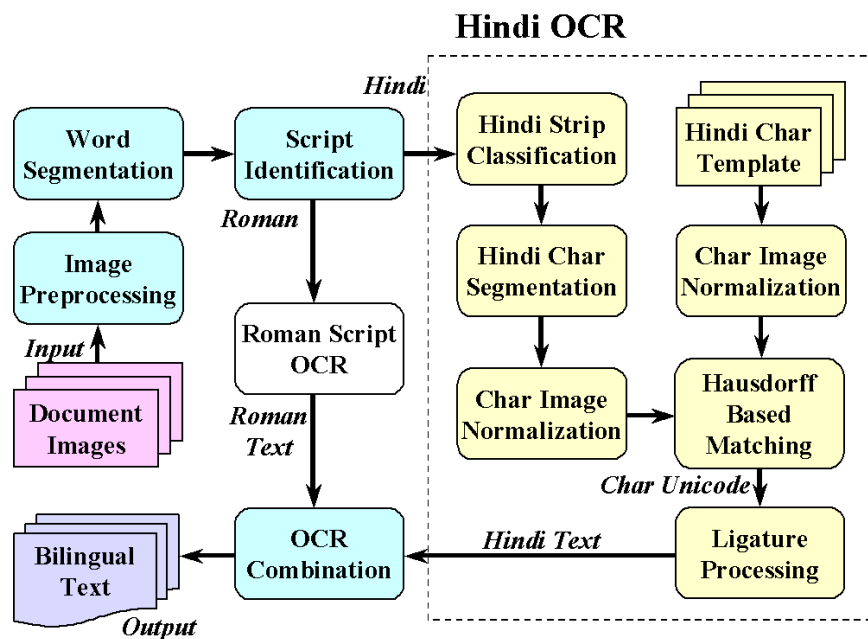 Hindi OCR
Hindi
Word
Segmentation
Script
Identification
Hindi Strip
Classification
Hindi Char
Template
Roman
Image
Preprocessing
Hindi Char
Segmentation
Char Image
Normalization
Input
Roman Script
OCR
Document
Images
Roman
Text
Char Image
Normalization
Hausdorff
Based
Matching
Char Unicode
Bilingual
Text
OCR
Combination
Hindi Text
Ligature
Processing
Output